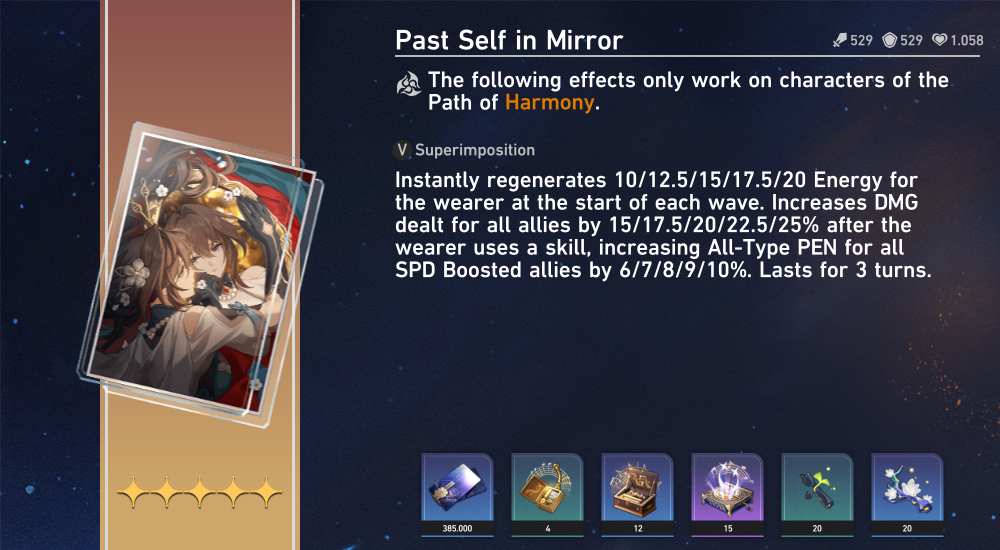 Past Self in Mirror
529 529 1.058
The following effects only work on characters of the
Path of Harmony.
V Superimposition
Instantly regenerates 10/12.5/15/17.5/20 Energy for
the wearer at the start of each wave. Increases DMG
dealt for all allies by 15/17.5/20/22.5/25% after the
wearer uses a skill, increasing All-Type PEN for all
SPD Boosted allies by 6/7/8/9/10%. Lasts for 3 turns.
385.000 4 12 15 20 20